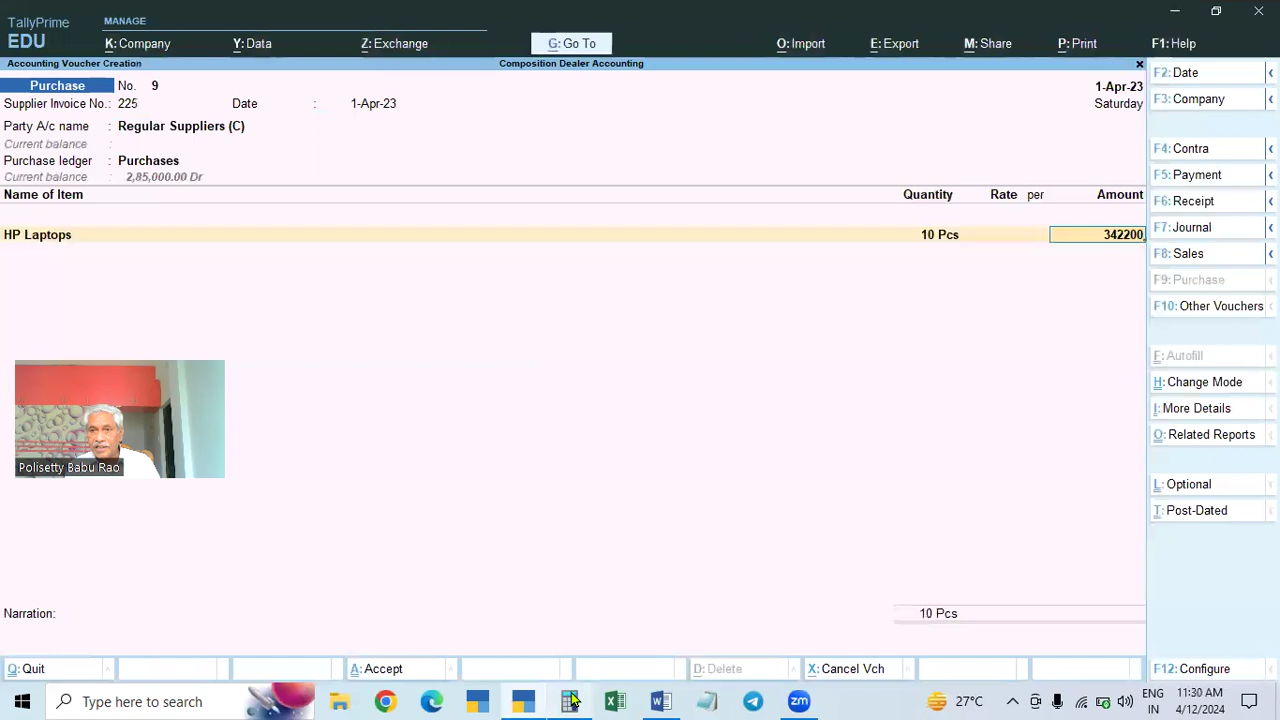 TallyPrime
EDU
MANAGE
K: Company
Y: Data
Z: Exchange
G: Go To
O: Import
E: Export
M: Share
P: Print
F1: Help
Accounting Voucher Creation
Composition Dealer Accounting
×
Purchase No. 9
1-Apr-23
Supplier Invoice No.: 225 Date : 1-Apr-23
Saturday
Party A/c name : Regular Suppliers (C)
Current balance :
Purchase ledger : Purchases
Current balance : 2,85,000.00 Dr
Name of Item Quantity Rate per Amount
HP Laptops 10 Pcs 342200
Polisetty Babu Rao
Narration:
10 Pcs
F2: Date
F3: Company
F4: Contra
F5: Payment
F6: Receipt
F7: Journal
F8: Sales
F9: Purchase
F10: Other Vouchers
F: Autofill
H: Change Mode
I: More Details
O: Related Reports
L: Optional
T: Post-Dated
Q: Quit
A: Accept
D: Delete
X: Cancel Vch
F12: Configure
Type here to search
27°C
ENG
IN
11:30 AM
4/12/2024